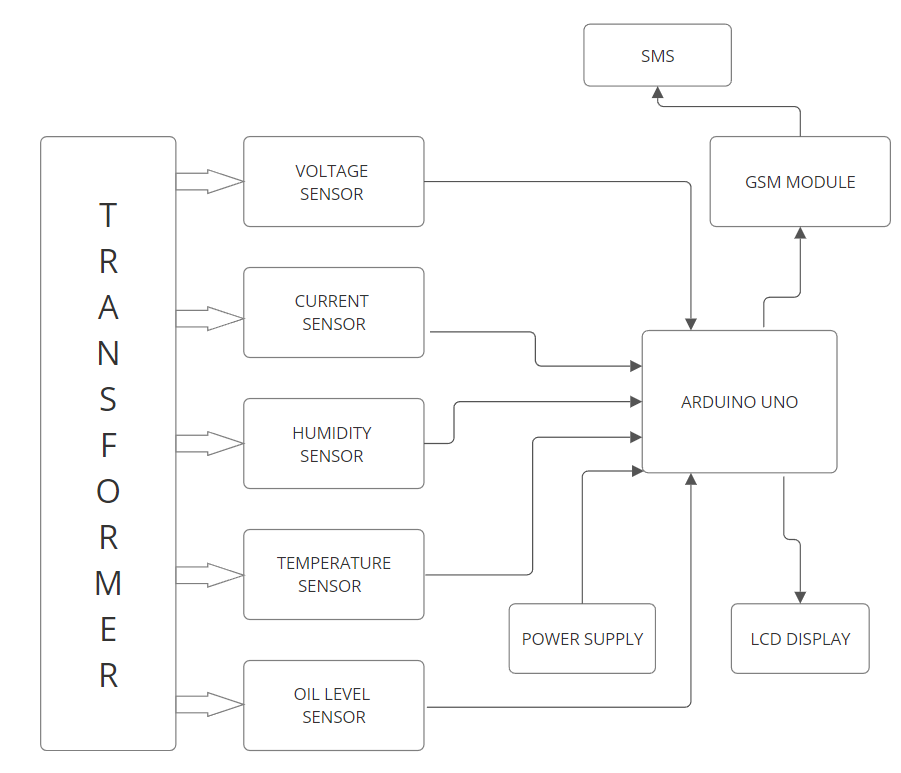 SMS
T
R
A
N
S
F
O
R
M
E
R
VOLTAGE
SENSOR
GSM MODULE
CURRENT
SENSOR
HUMIDITY
SENSOR
ARDUINO UNO
TEMPERATURE
SENSOR
POWER SUPPLY
LCD DISPLAY
OIL LEVEL
SENSOR